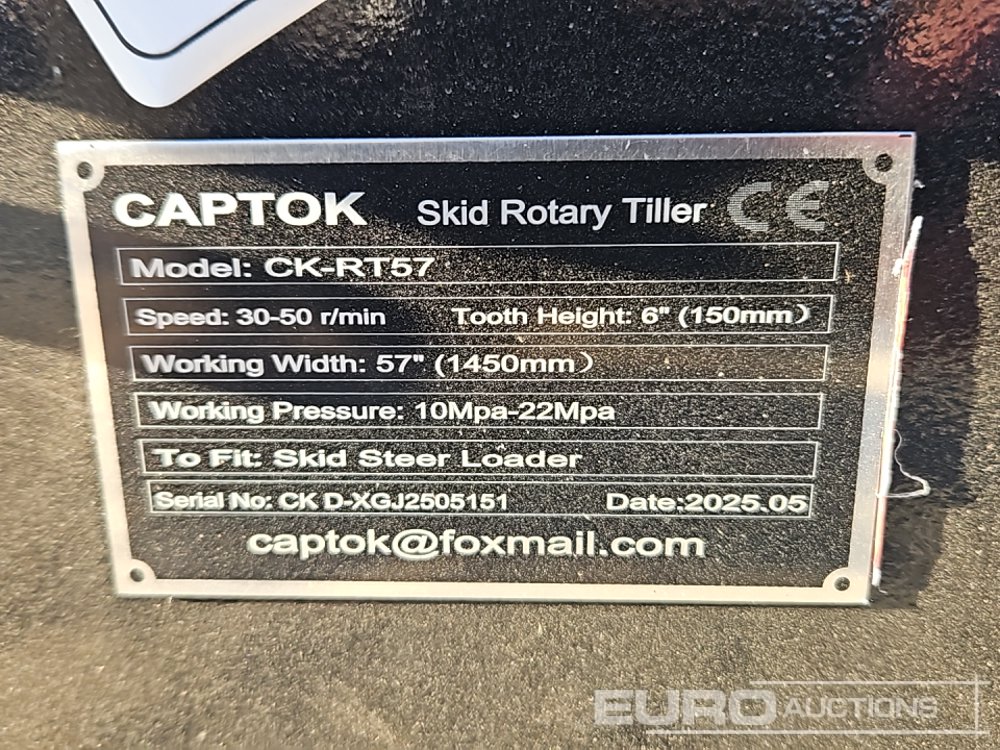 CAPTOK Skid Rotary Tiller CE
Model: CK-RT57
Speed: 30-50 r/min Tooth Height: 6" (150mm）
Working Width: 57" (1450mm）
Working Pressure: 10Mpa-22Mpa
To Fit: Skid Steer Loader
Serial No: CK D-XGJ2505151 Date:2025.05
captok@foxmail.com
EURO AUCTIONS